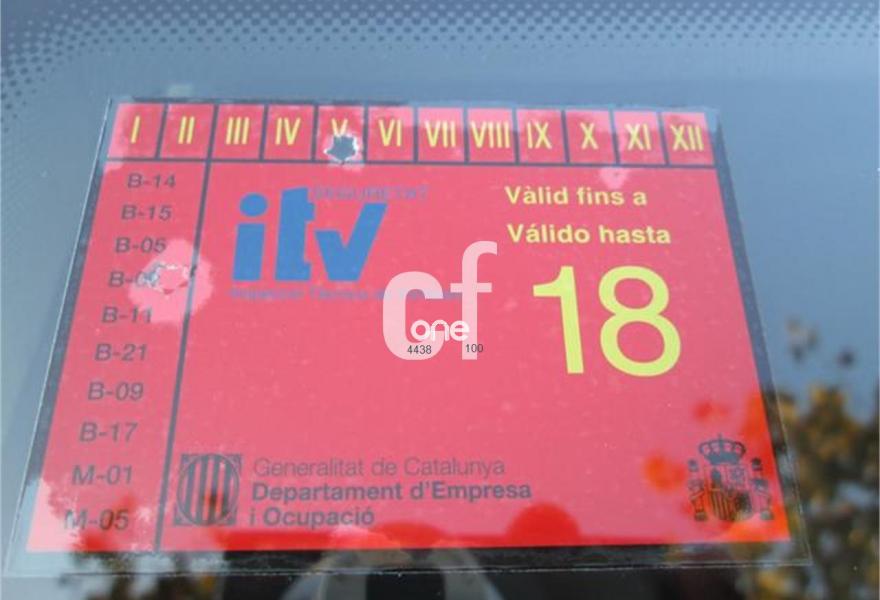 I II III IV V VI VII VIII IX X XI XII
B-14
B-15
B-05
B-11
B-21
B-09
B-17
M-01
M-05
SEGURETAT
itv
Vàlid fins a
Válido hasta
18
cf
one
4438 100
Generalitat de Catalunya
Departament d'Empresa
i Ocupació